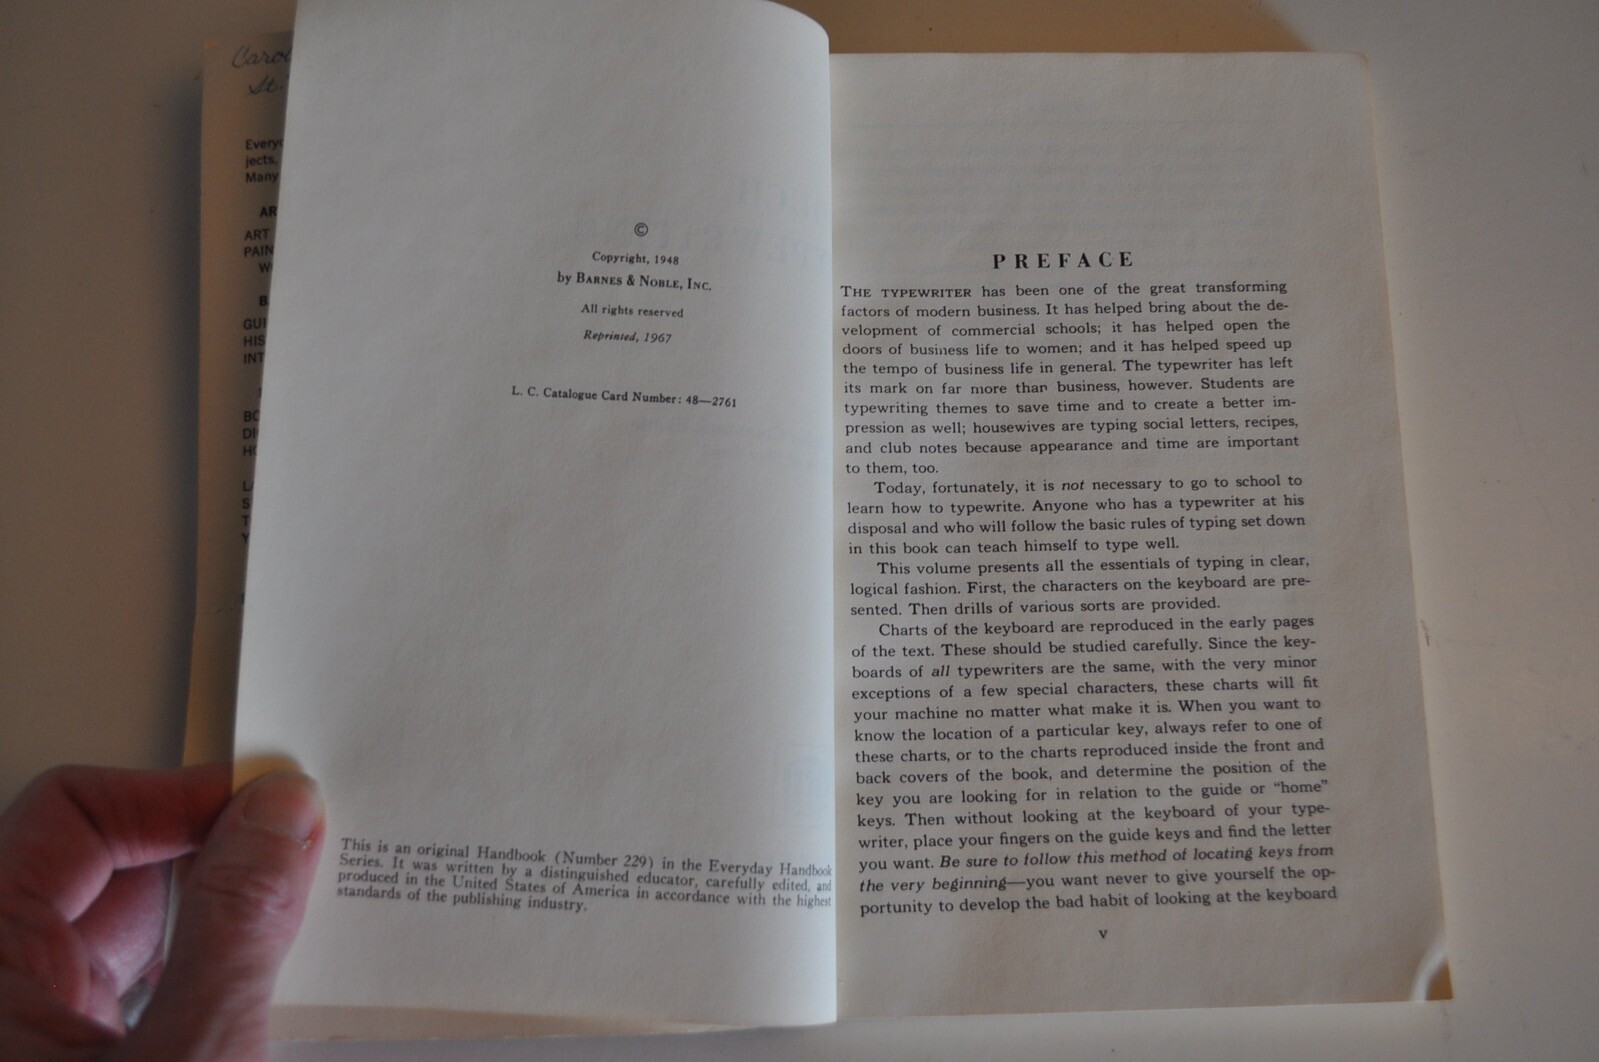 St.
Many
AR
ART
PAIN
W
B
GUI
HIS
INT
BO
DI
HO
L
S
T
Y
©
Copyright, 1948
by BARNES & NOBLE, INC.
All rights reserved
Reprinted, 1967
L. C. Catalogue Card Number: 48—2761
This is an original Handbook (Number 229) in the Everyday Handbook
Series. It was written by a distinguished educator, carefully edited, and
produced in the United States of America in accordance with the highest
standards of the publishing industry.
PREFACE
THE TYPEWRITER has been one of the great transforming
factors of modern business. It has helped bring about the de-
velopment of commercial schools; it has helped open the
doors of business life to women; and it has helped speed up
the tempo of business life in general. The typewriter has left
its mark on far more than business, however. Students are
typewriting themes to save time and to create a better im-
pression as well; housewives are typing social letters, recipes,
and club notes because appearance and time are important
to them, too.
Today, fortunately, it is not necessary to go to school to
learn how to typewrite. Anyone who has a typewriter at his
disposal and who will follow the basic rules of typing set down
in this book can teach himself to type well.
This volume presents all the essentials of typing in clear,
logical fashion. First, the characters on the keyboard are pre-
sented. Then drills of various sorts are provided.
Charts of the keyboard are reproduced in the early pages
of the text. These should be studied carefully. Since the key-
boards of all typewriters are the same, with the very minor
exceptions of a few special characters, these charts will fit
your machine no matter what make it is. When you want to
know the location of a particular key, always refer to one of
these charts, or to the charts reproduced inside the front and
back covers of the book, and determine the position of the
key you are looking for in relation to the guide or "home"
keys. Then without looking at the keyboard of your type-
writer, place your fingers on the guide keys and find the letter
you want. Be sure to follow this method of locating keys from
the very beginning—you want never to give yourself the op-
portunity to develop the bad habit of looking at the keyboard
v